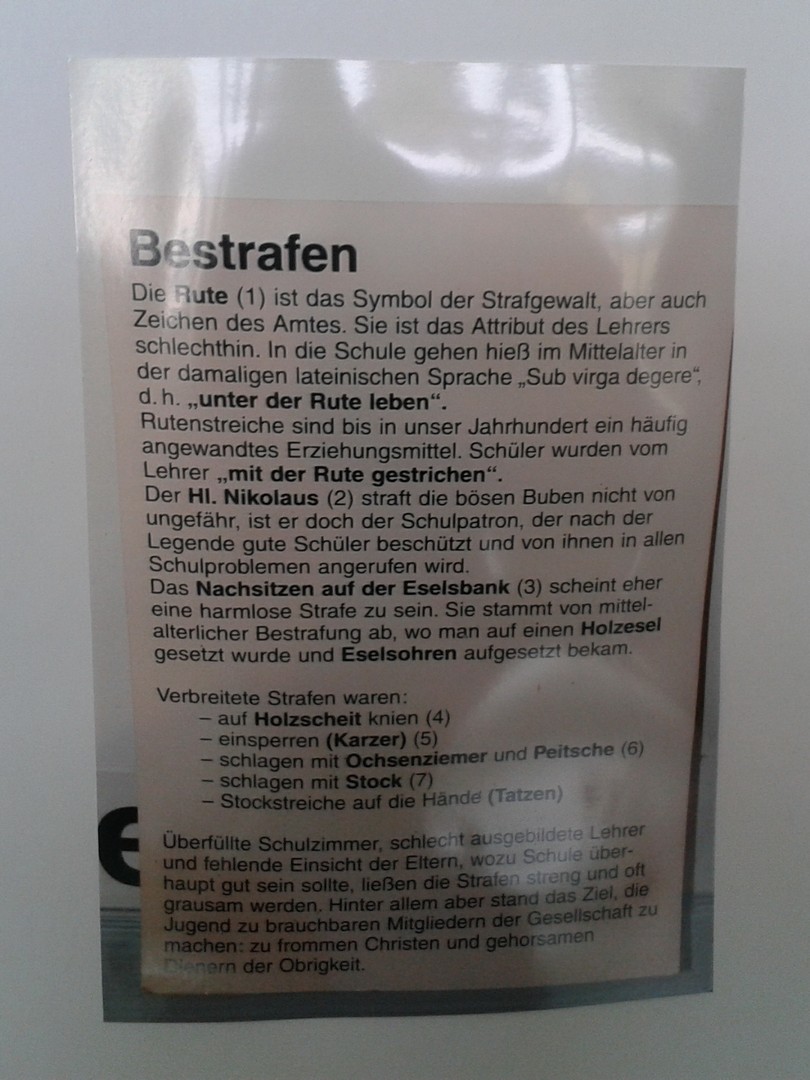 Bestrafen
Die Rute (1) ist das Symbol der Strafgewalt, aber auch
Zeichen des Amtes. Sie ist das Attribut des Lehrers
schlechthin. In die Schule gehen hieß im Mittelalter in
der damaligen lateinischen Sprache „Sub virga degere“,
d. h. „unter der Rute leben“.
Rutenstreiche sind bis in unser Jahrhundert ein häufig
angewandtes Erziehungsmittel. Schüler wurden vom
Lehrer „mit der Rute gestrichen“.
Der Hl. Nikolaus (2) straft die bösen Buben nicht von
ungefähr, ist er doch der Schulpatron, der nach der
Legende gute Schüler beschützt und von ihnen in allen
Schulproblemen angerufen wird.
Das Nachsitzen auf der Eselsbank (3) scheint eher
eine harmlose Strafe zu sein. Sie stammt von mittel-
alterlicher Bestrafung ab, wo man auf einen Holzesel
gesetzt wurde und Eselsohren aufgesetzt bekam.
Verbreitete Strafen waren:
– auf Holzscheit knien (4)
– einsperren (Karzer) (5)
– schlagen mit Ochsenziemer und Peitsche (6)
– schlagen mit Stock (7)
– Stockstreiche auf die Hände (Tatzen)
Überfüllte Schulzimmer, schlecht ausgebildete Lehrer
und fehlende Einsicht der Eltern, wozu Schule über-
haupt gut sein sollte, ließen die Strafen streng und oft
grausam werden. Hinter allem aber stand das Ziel, die
Jugend zu brauchbaren Mitgliedern der Gesellschaft zu
machen: zu frommen Christen und gehorsamen
Dienern der Obrigkeit.
e